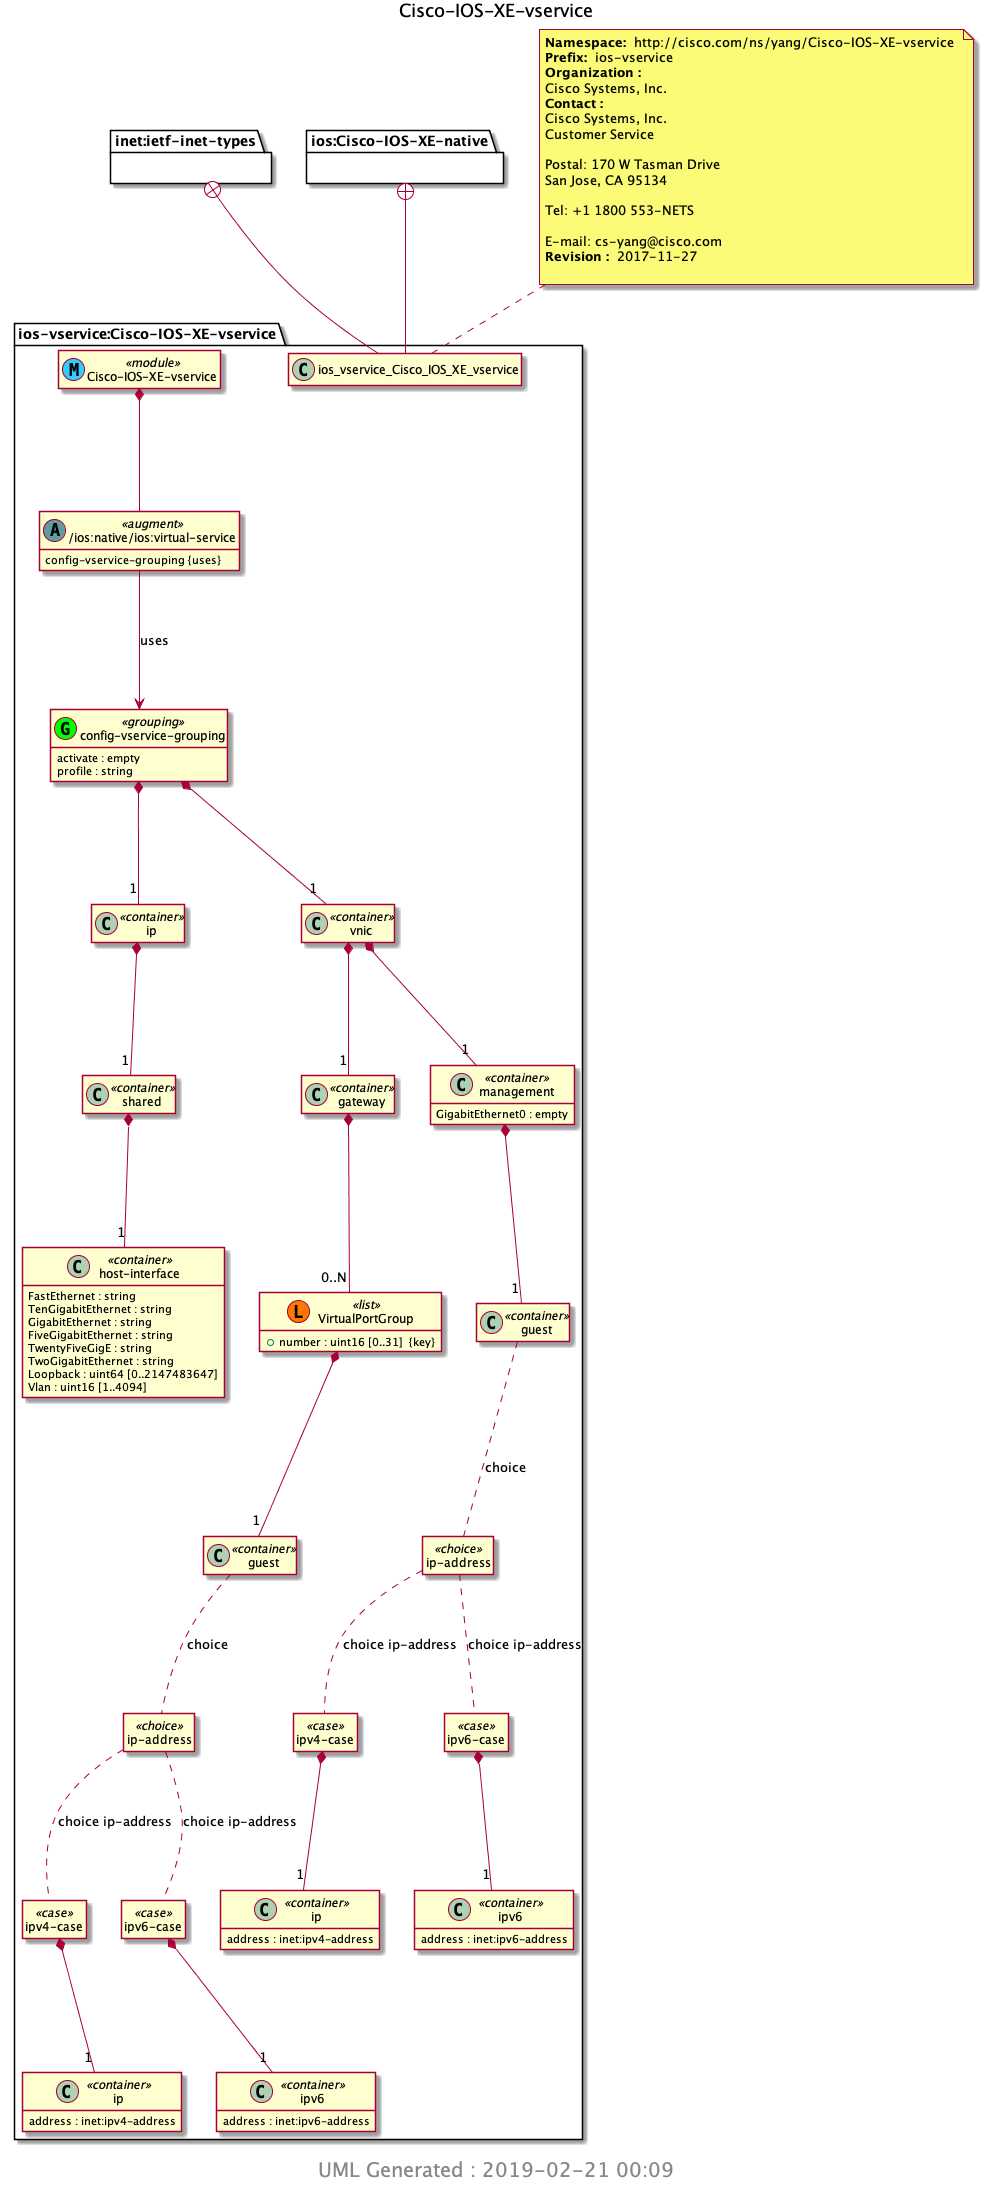 Cisco-IOS-XE-vservice
Namespace: http://cisco.com/ns/yang/Cisco-IOS-XE-vservice
Prefix: ios-vservice
Organization :
Cisco Systems, Inc.
Contact :
Cisco Systems, Inc.
Customer Service
Postal: 170 W Tasman Drive
San Jose, CA 95134
Tel: +1 1800 553-NETS
E-mail: cs-yang@cisco.com
Revision : 2017-11-27
inet:ietf-inet-types
ios:Cisco-IOS-XE-native
ios-vservice:Cisco-IOS-XE-vservice
M
«module»
Cisco-IOS-XE-vservice
C
ios_vservice_Cisco_IOS_XE_vservice
A
«augment»
/ios:native/ios:virtual-service
config-vservice-grouping {uses}
uses
G
«grouping»
config-vservice-grouping
activate : empty
profile : string
1
1
C
«container»
ip
C
«container»
vnic
1
1
1
C
«container»
shared
C
«container»
gateway
C
«container»
management
GigabitEthernet0 : empty
1
C
«container»
host-interface
FastEthernet : string
TenGigabitEthernet : string
GigabitEthernet : string
FiveGigabitEthernet : string
TwentyFiveGigE : string
TwoGigabitEthernet : string
Loopback : uint64 [0..2147483647]
Vlan : uint16 [1..4094]
0..N
L
«list»
VirtualPortGroup
number : uint16 [0..31] {key}
1
C
«container»
guest
choice
1
C
«container»
guest
«choice»
ip-address
choice
choice ip-address
choice ip-address
«choice»
ip-address
«case»
ipv4-case
«case»
ipv6-case
choice ip-address
choice ip-address
1
1
«case»
ipv4-case
«case»
ipv6-case
C
«container»
ip
address : inet:ipv4-address
C
«container»
ipv6
address : inet:ipv6-address
1
1
C
«container»
ip
address : inet:ipv4-address
C
«container»
ipv6
address : inet:ipv6-address
UML Generated : 2019-02-21 00:09